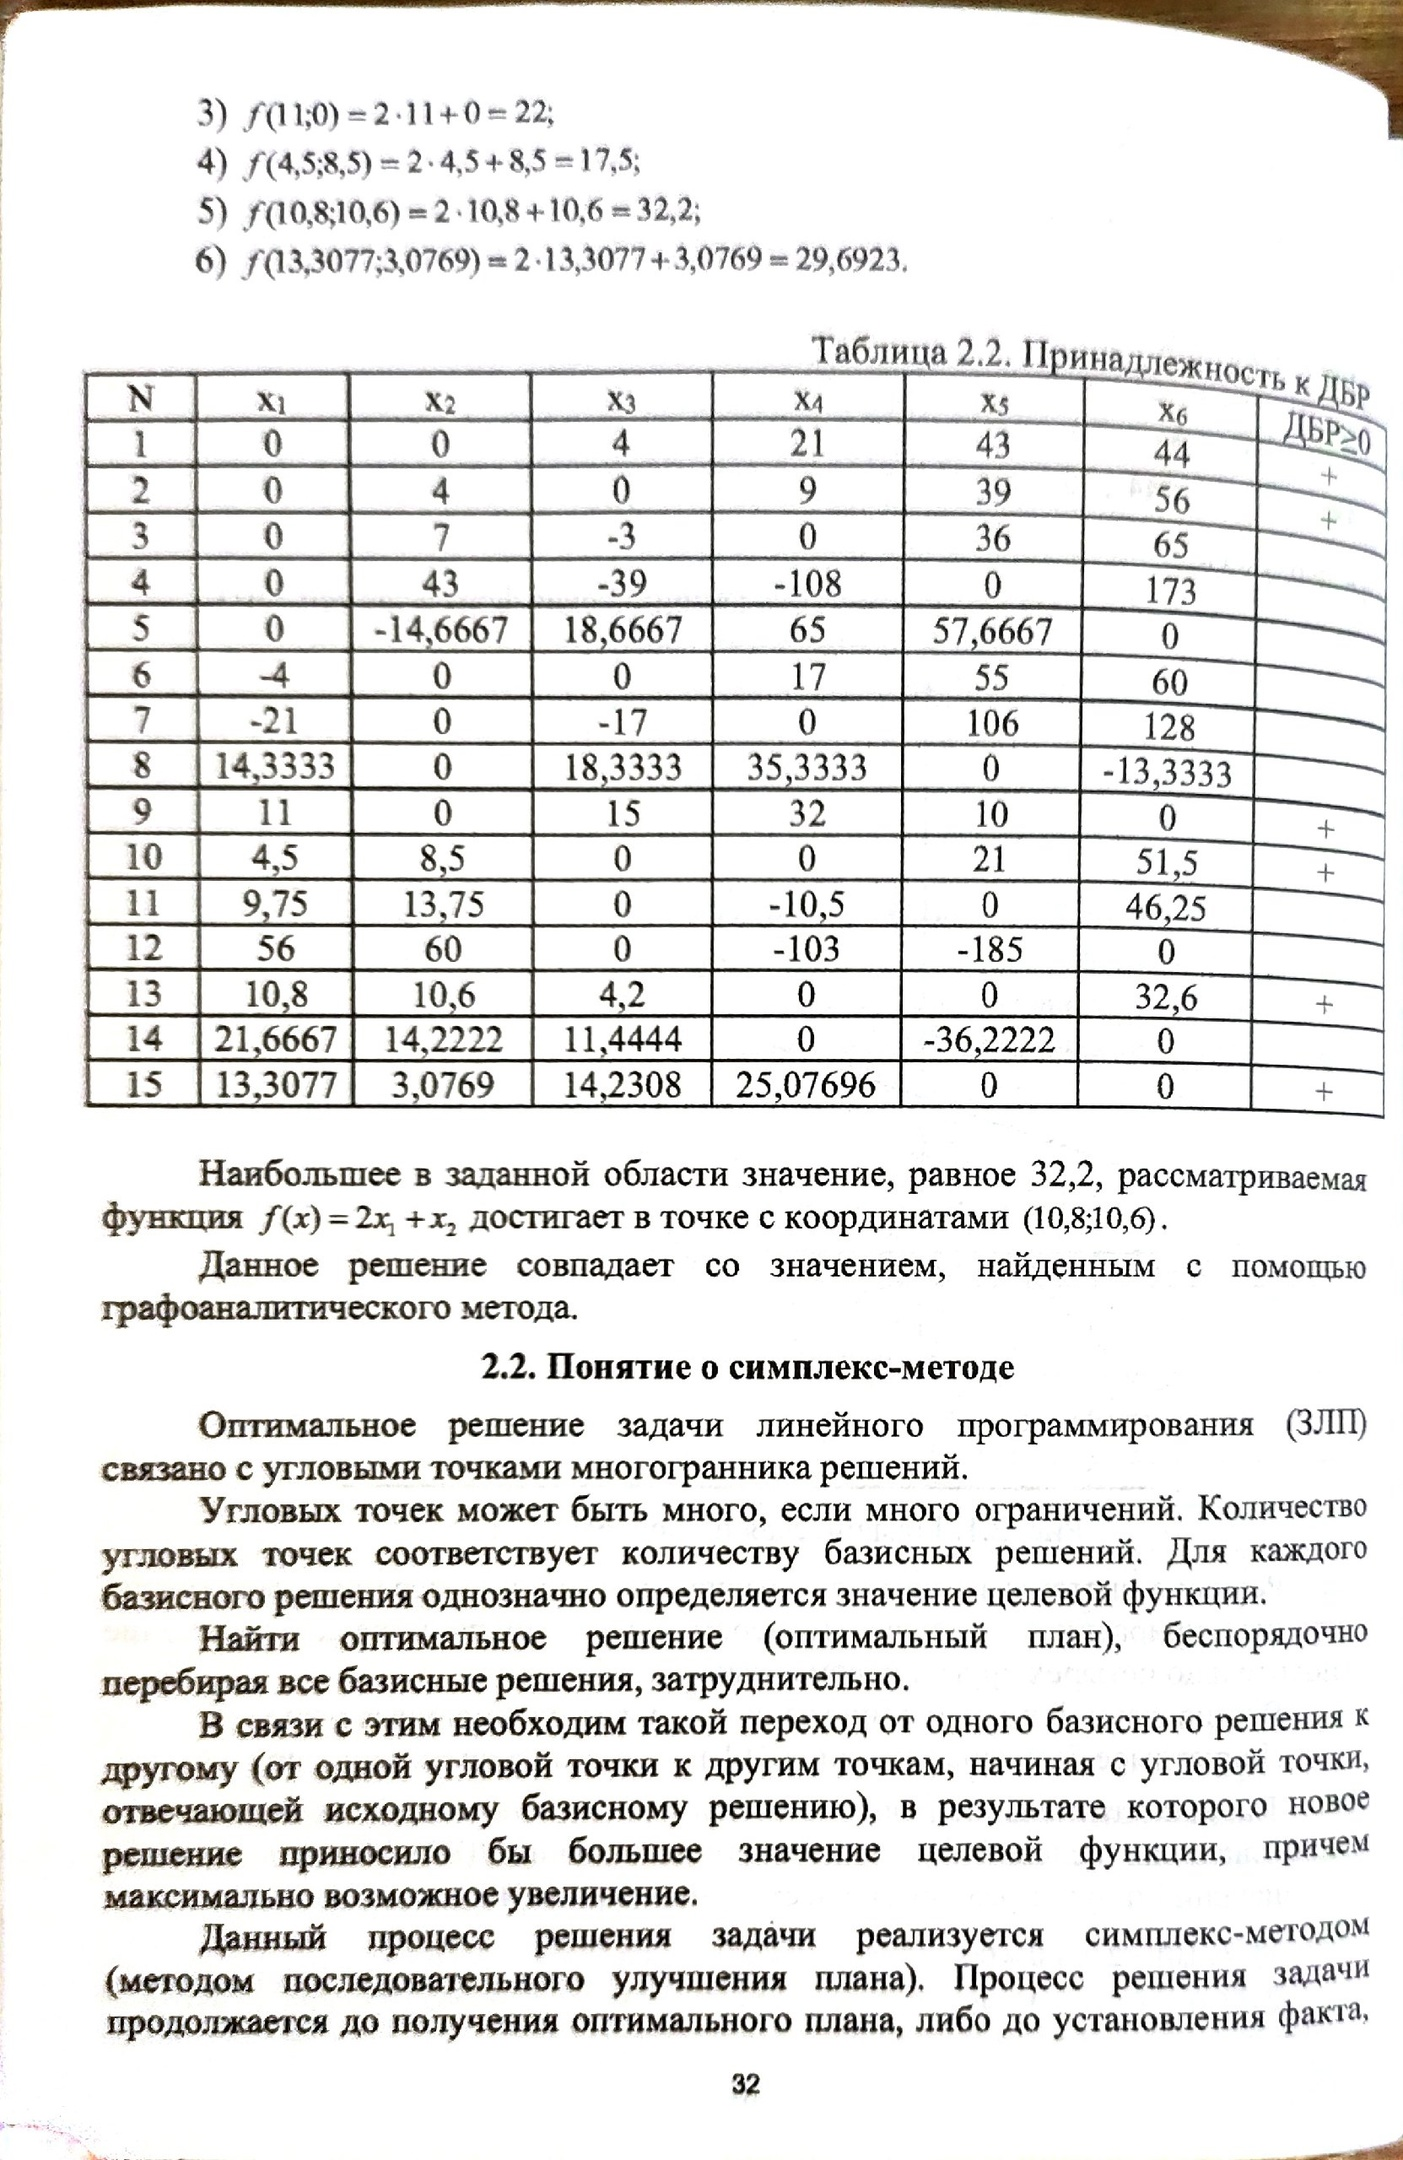 3) f(11;0) = 2·11+0 = 22;
4) f(4,5;8,5) = 2·4,5+8,5 = 17,5;
5) f(10,8;10,6) = 2·10,8+10,6 = 32,2;
6) f(13,3077;3,0769) = 2·13,3077+3,0769 = 29,6923.
Таблица 2.2. Принадлежность к ДБР
N x₁ x₂ x₃ x₄ x₅ x₆ ДБР≥0
1 0 0 4 21 43 44 +
2 0 4 0 9 39 56 +
3 0 7 -3 0 36 65
4 0 43 -39 -108 0 173
5 0 -14,6667 18,6667 65 57,6667 0
6 -4 0 0 17 55 60
7 -21 0 -17 0 106 128
8 14,3333 0 18,3333 35,3333 0 -13,3333
9 11 0 15 32 10 0 +
10 4,5 8,5 0 0 21 51,5 +
11 9,75 13,75 0 -10,5 0 46,25
12 56 60 0 -103 -185 0
13 10,8 10,6 4,2 0 0 32,6 +
14 21,6667 14,2222 11,4444 0 -36,2222 0
15 13,3077 3,0769 14,2308 25,07696 0 0 +
Наибольшее в заданной области значение, равное 32,2, рассматриваемая
функция f(x) = 2x₁ + x₂ достигает в точке с координатами (10,8;10,6).
Данное решение совпадает со значением, найденным с помощью
графоаналитического метода.
2.2. Понятие о симплекс-методе
Оптимальное решение задачи линейного программирования (ЗЛП)
связано с угловыми точками многогранника решений.
Угловых точек может быть много, если много ограничений. Количество
угловых точек соответствует количеству базисных решений. Для каждого
базисного решения однозначно определяется значение целевой функции.
Найти оптимальное решение (оптимальный план), беспорядочно
перебирая все базисные решения, затруднительно.
В связи с этим необходим такой переход от одного базисного решения к
другому (от одной угловой точки к другим точкам, начиная с угловой точки,
отвечающей исходному базисному решению), в результате которого новое
решение приносило бы большее значение целевой функции, причем
максимально возможное увеличение.
Данный процесс решения задачи реализуется симплекс-методом
(методом последовательного улучшения плана). Процесс решения задачи
продолжается до получения оптимального плана, либо до установления факта,
32